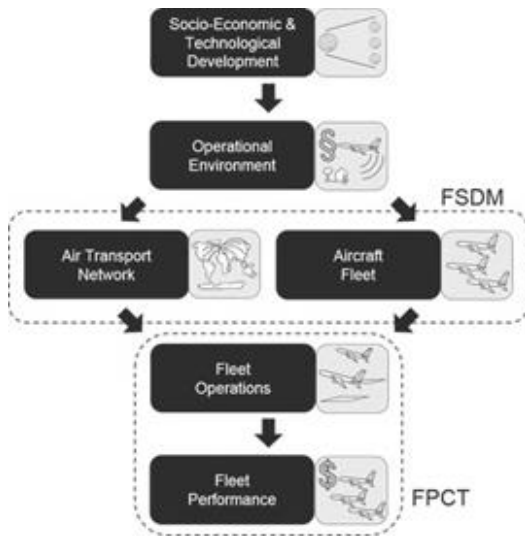 Socio-Economic &
Technological
Development
Operational
Environment
FSDM
Air Transport
Network
Aircraft
Fleet
Fleet
Operations
Fleet
Performance
FPCT